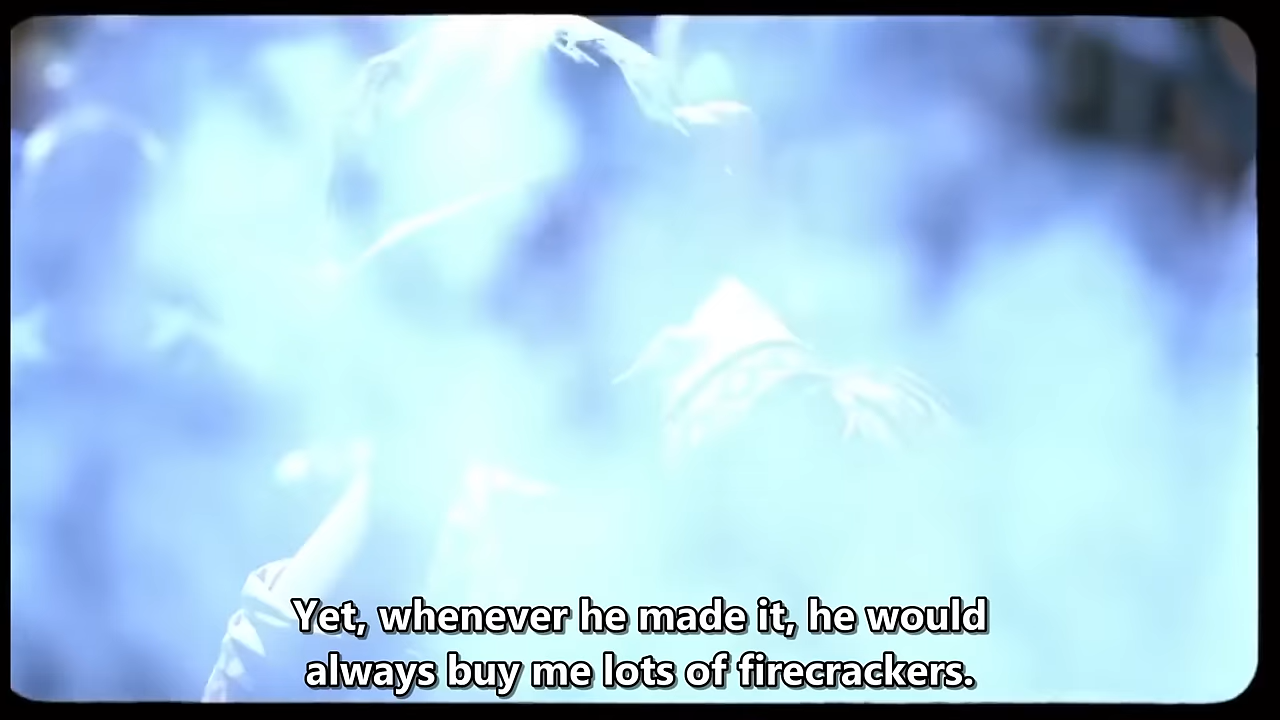 Yet, whenever he made it, he would
always buy me lots of firecrackers.